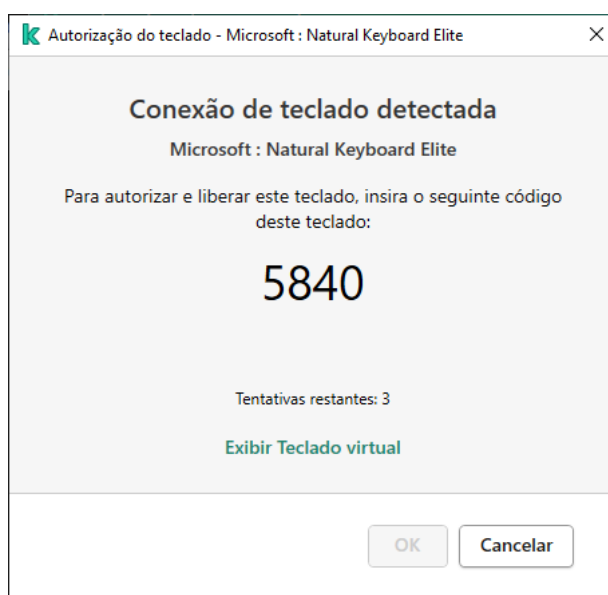 Autorização do teclado - Microsoft : Natural Keyboard Elite
Conexão de teclado detectada
Microsoft : Natural Keyboard Elite
Para autorizar e liberar este teclado, insira o seguinte código
deste teclado:
5840
Tentativas restantes: 3
Exibir Teclado virtual
OK
Cancelar